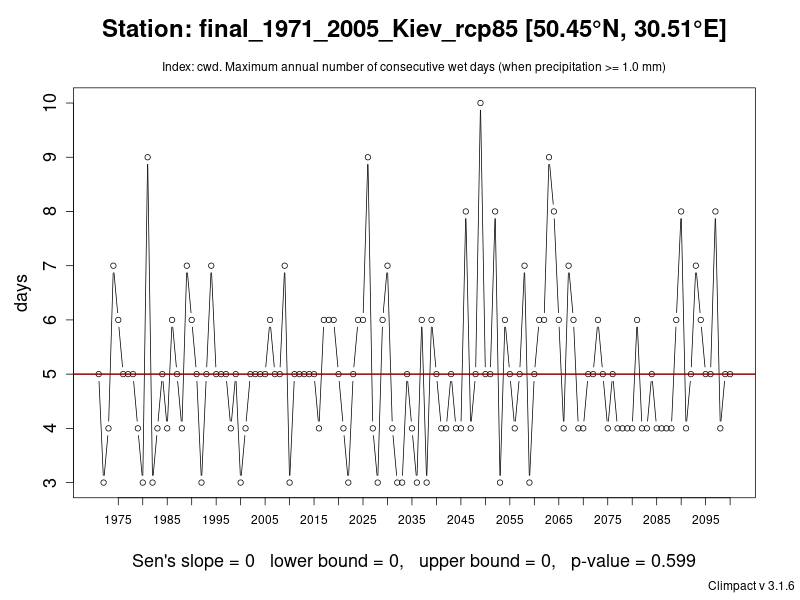 Station: final_1971_2005_Kiev_rcp85 [50.45°N, 30.51°E]
Index: cwd. Maximum annual number of consecutive wet days (when precipitation >= 1.0 mm)
10
9
8
7
6
5
4
3
days
1975 1985 1995 2005 2015 2025 2035 2045 2055 2065 2075 2085 2095
Sen's slope = 0 lower bound = 0, upper bound = 0, p-value = 0.599
Climpact v 3.1.6